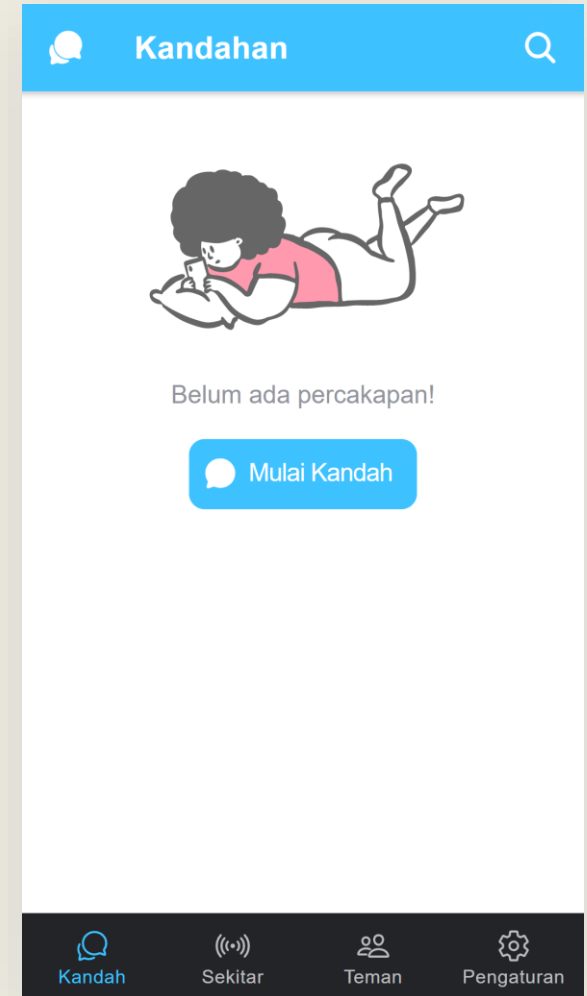 Kandahan
Belum ada percakapan!
Mulai Kandah
Kandah
Sekitar
Teman
Pengaturan